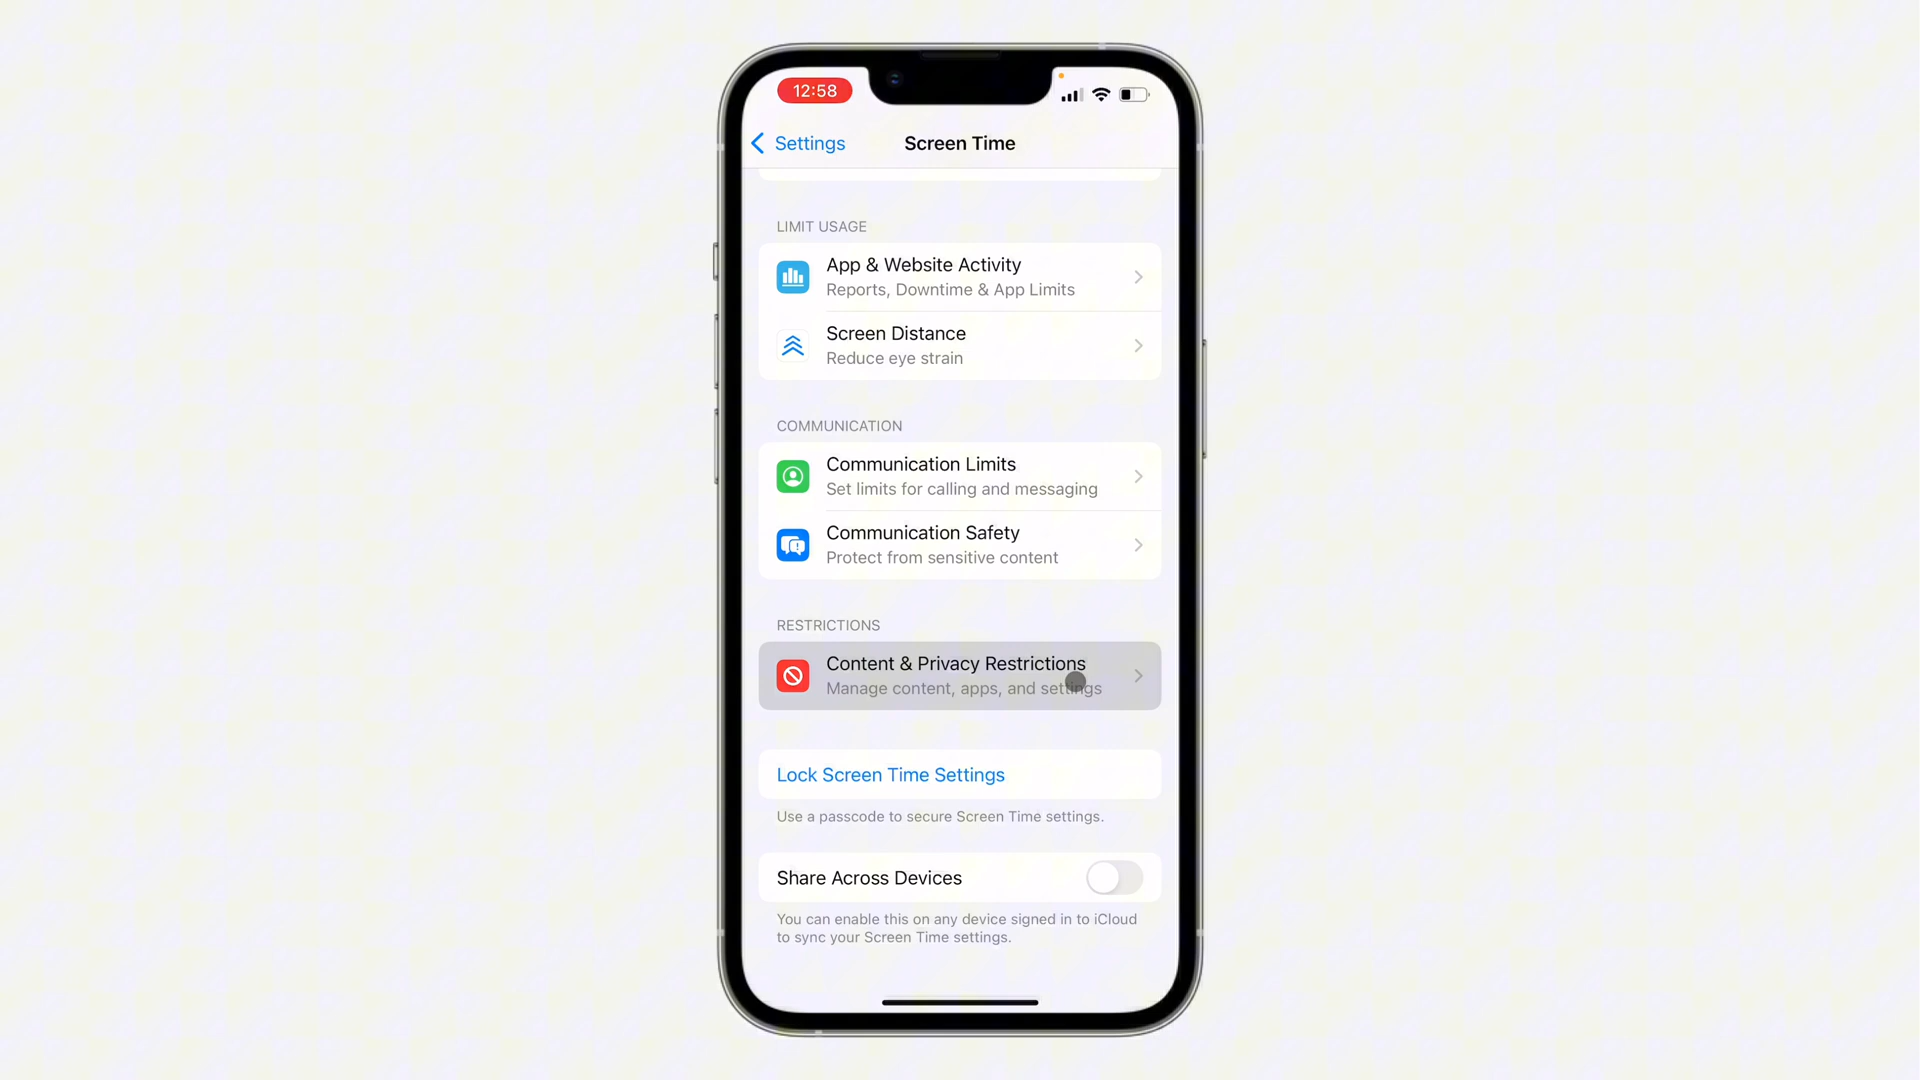 12:58
Settings
Screen Time
LIMIT USAGE
App & Website Activity
Reports, Downtime & App Limits
Screen Distance
Reduce eye strain
COMMUNICATION
Communication Limits
Set limits for calling and messaging
Communication Safety
Protect from sensitive content
RESTRICTIONS
Content & Privacy Restrictions
Manage content, apps, and settings
Lock Screen Time Settings
Use a passcode to secure Screen Time settings.
Share Across Devices
You can enable this on any device signed in to iCloud
to sync your Screen Time settings.